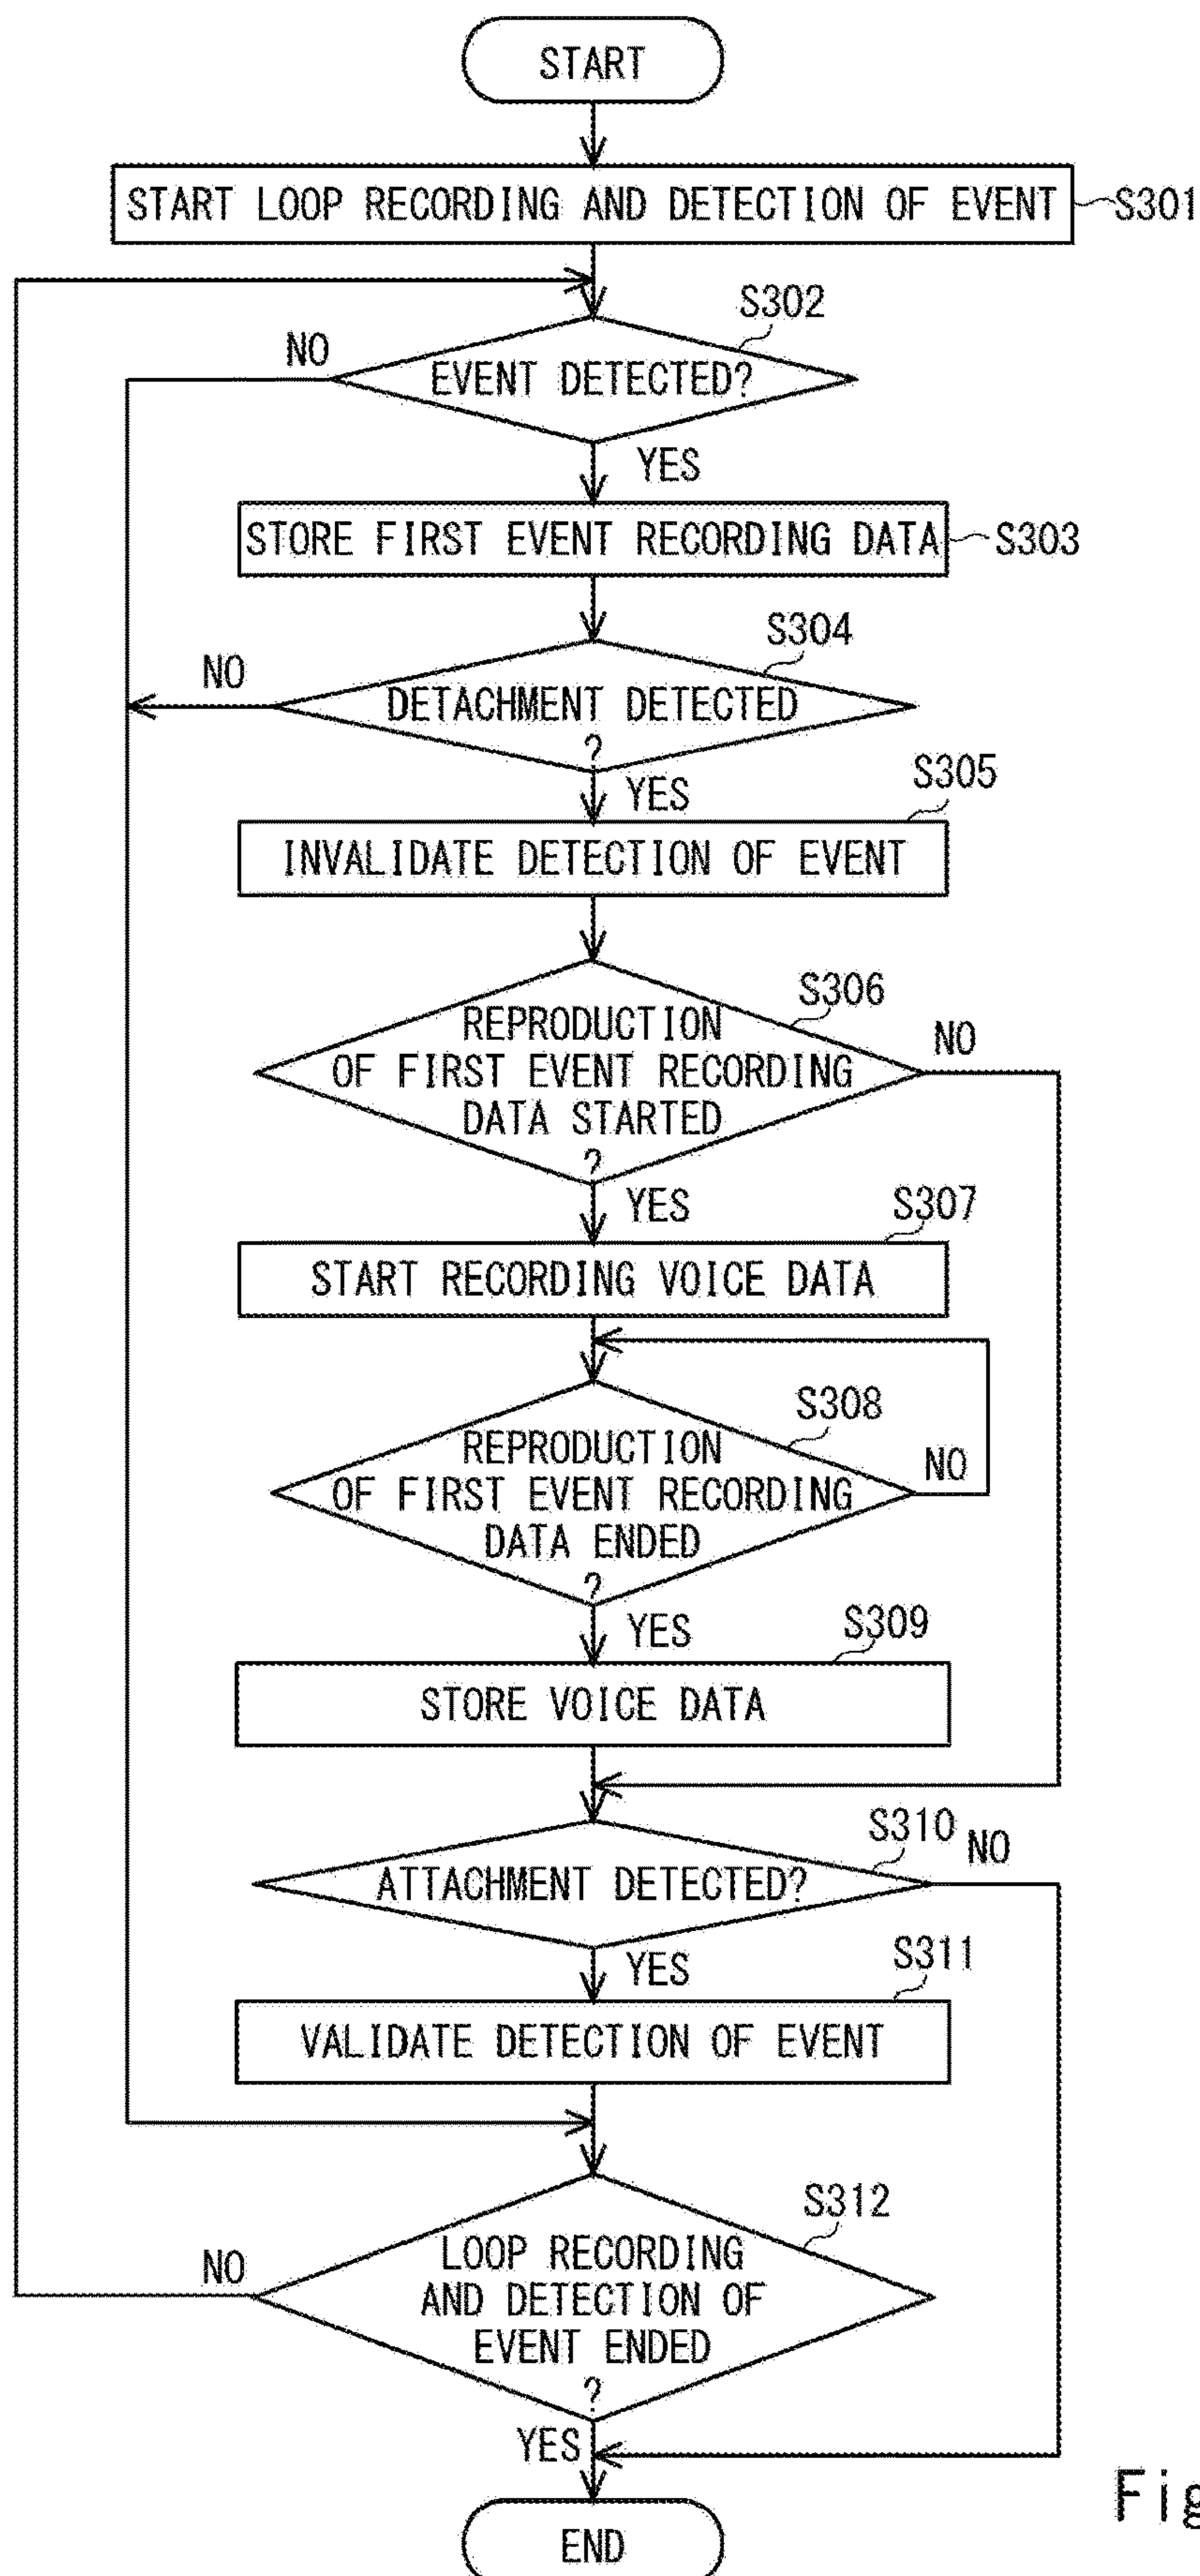 START
START LOOP RECORDING AND DETECTION OF EVENT
S301
S302
NO
EVENT DETECTED?
YES
STORE FIRST EVENT RECORDING DATA
S303
S304
NO
DETACHMENT DETECTED
?
YES
S305
INVALIDATE DETECTION OF EVENT
S306
REPRODUCTION
OF FIRST EVENT RECORDING
DATA STARTED
?
NO
YES
S307
START RECORDING VOICE DATA
S308
REPRODUCTION
OF FIRST EVENT RECORDING
DATA ENDED
?
NO
YES
S309
STORE VOICE DATA
S310
NO
ATTACHMENT DETECTED?
YES
S311
VALIDATE DETECTION OF EVENT
S312
NO
LOOP RECORDING
AND DETECTION OF
EVENT ENDED
?
YES
END
Fig